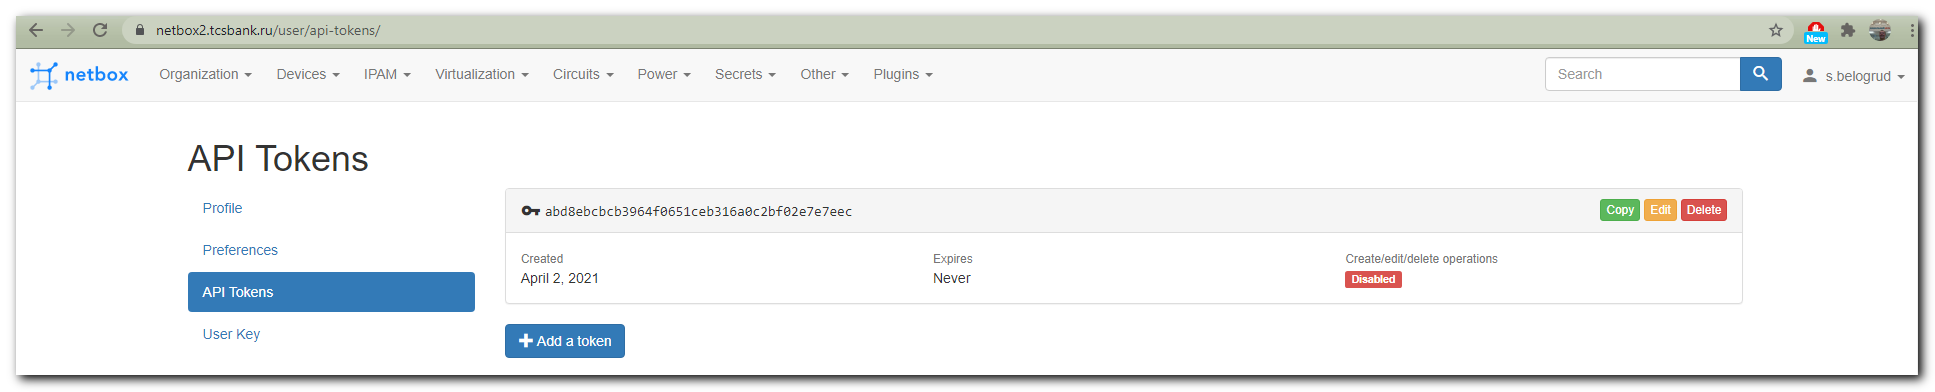 netbox2.tcsbank.ru/user/api-tokens/
New
netbox Organization Devices IPAM Virtualization Circuits Power Secrets Other Plugins Search s.belogrud
API Tokens
Profile
Preferences
API Tokens
User Key
abd8ebcbcb3964f0651ceb316a0c2bf02e7e7eec Copy Edit Delete
Created Expires Create/edit/delete operations
April 2, 2021 Never Disabled
Add a token